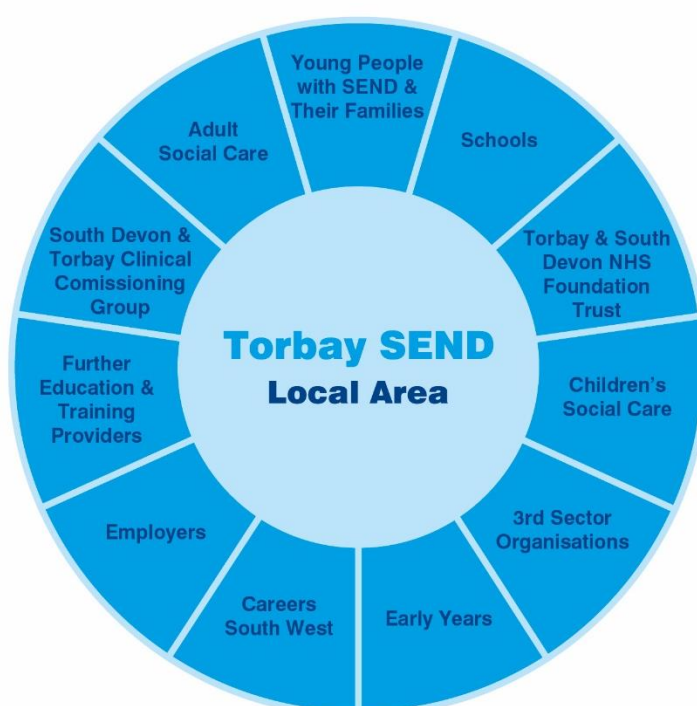 Young People
with SEND &
Their Families
Schools
Torbay & South
Devon NHS
Foundation
Trust
Children's
Social Care
3rd Sector
Organisations
Early Years
Careers
South West
Employers
Further
Education &
Training
Providers
South Devon &
Torbay Clinical
Comissioning
Group
Adult
Social Care
Torbay SEND
Local Area